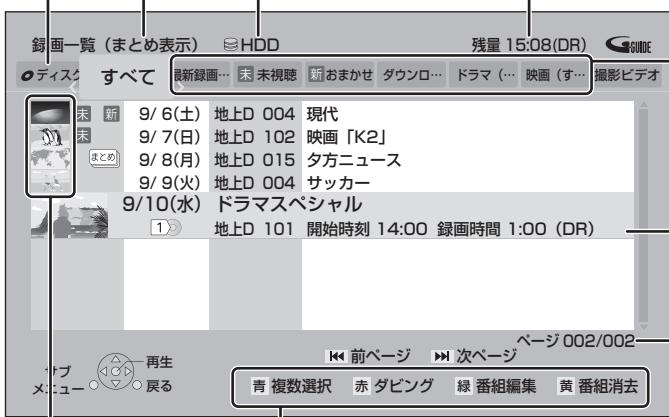 録画一覧（まとめ表示） HDD 残量 15:08(DR) G GUIDE
ディスク すべて 最新録画… 未 未視聴 新 おまかせ ダウンロ… ドラマ（… 映画（す… 撮影ビデオ
未 新 9/ 6(土) 地上D 004 現代
未 9/ 7(日) 地上D 102 映画「K2」
まとめ 9/ 8(月) 地上D 015 夕方ニュース
9/ 9(火) 地上D 004 サッカー
9/10(水) ドラマスペシャル
1 地上D 101 開始時刻 14:00 録画時間 1:00（DR）
ページ 002/002
前ページ 次ページ
サブメニュー 再生 戻る
青 複数選択 赤 ダビング 緑 番組編集 黄 番組消去